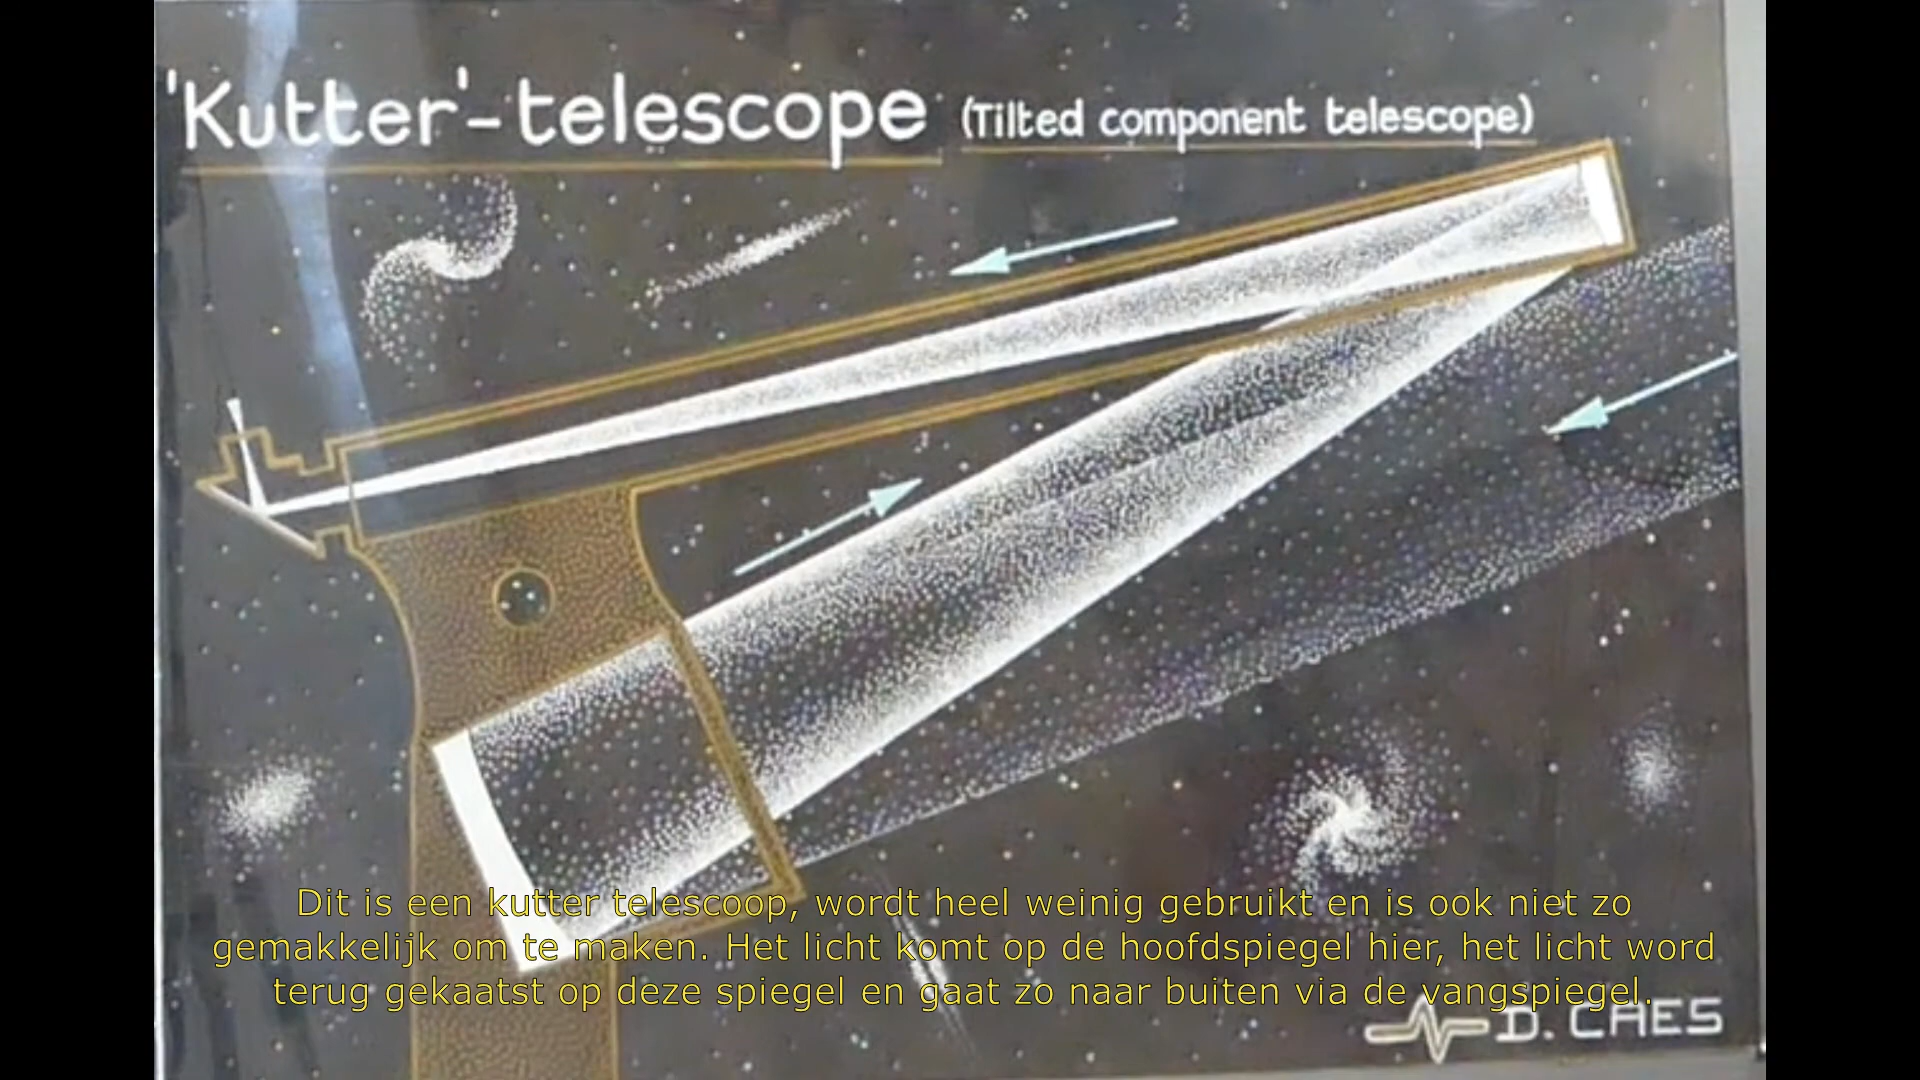 'Kutter'-telescope (Tilted component telescope)
Dit is een kutter telescoop, wordt heel weinig gebruikt en is ook niet zo
gemakkelijk om te maken. Het licht komt op de hoofdspiegel hier, het licht word
terug gekaatst op deze spiegel en gaat zo naar buiten via de vangspiegel.
D. CAES